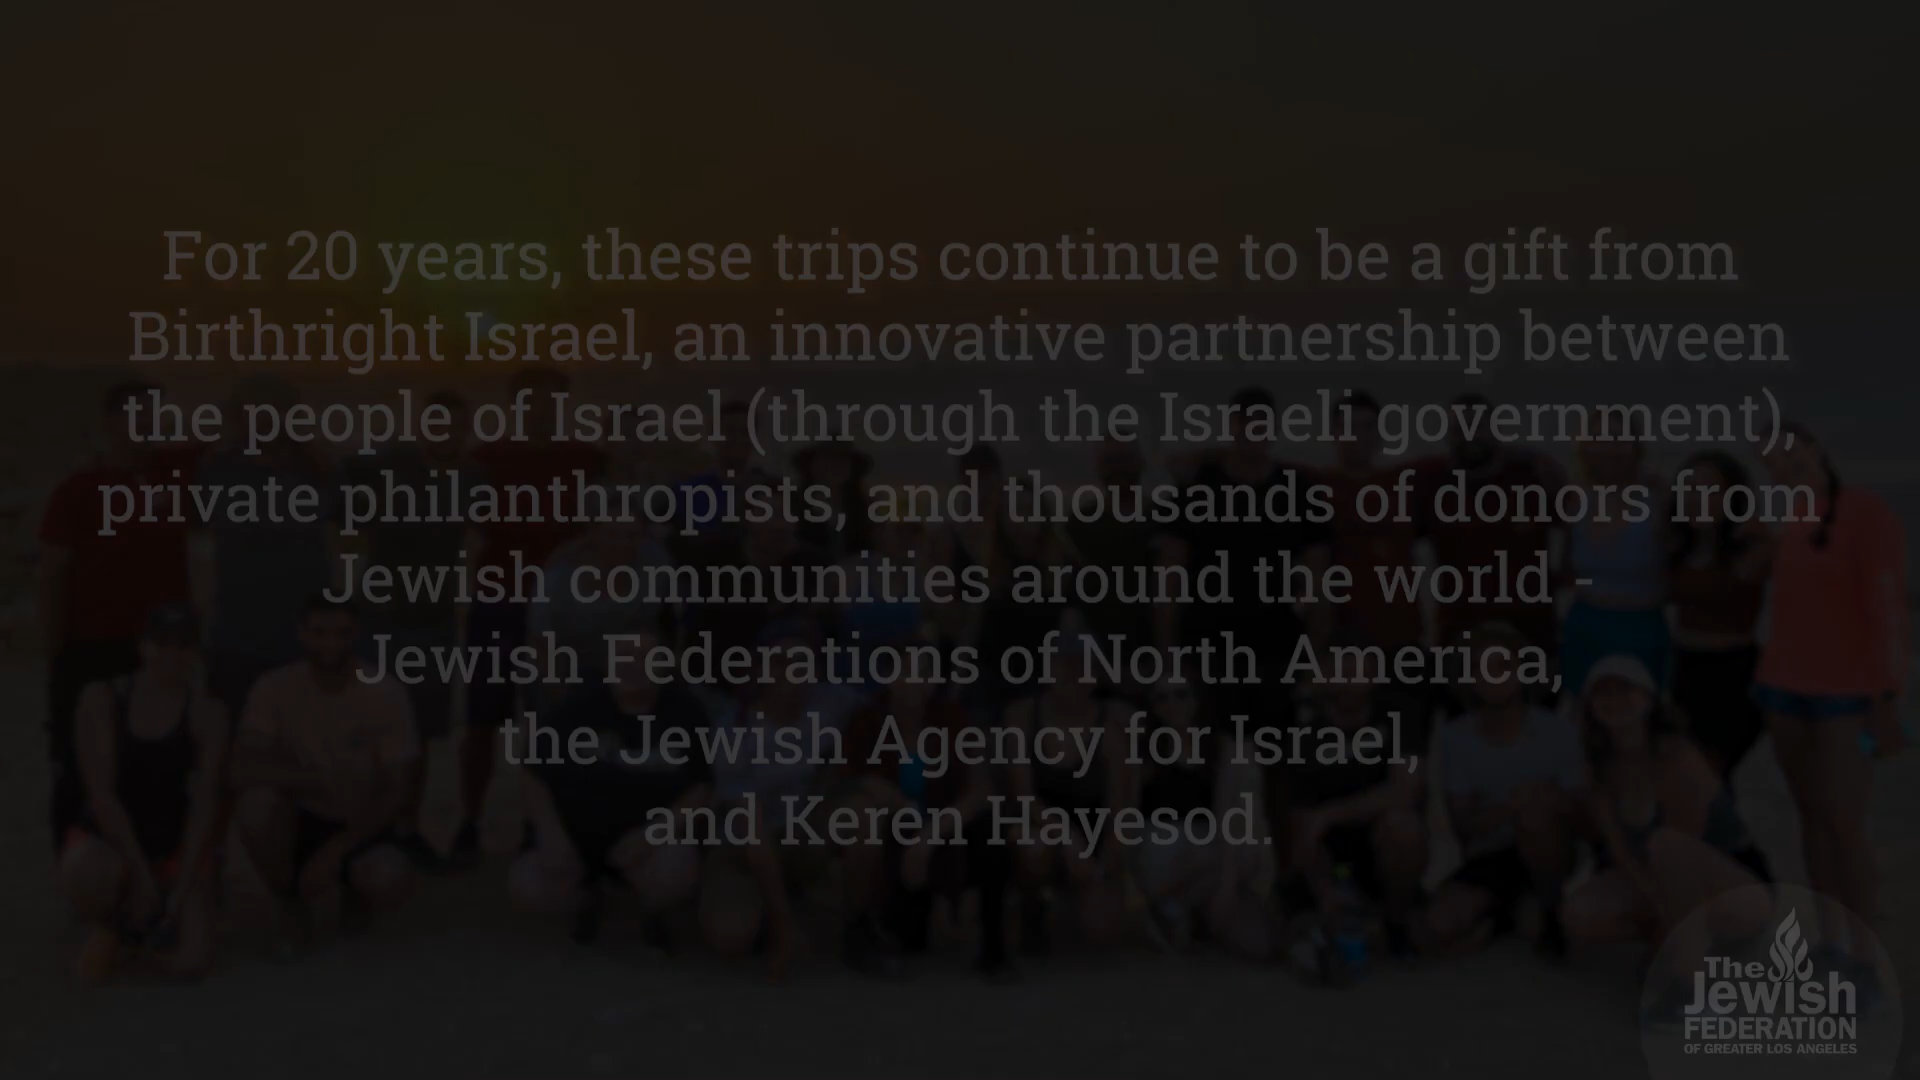 For 20 years, these trips continue to be a gift from
Birthright Israel, an innovative partnership between
the people of Israel (through the Israeli government),
private philanthropists, and thousands of donors from
Jewish communities around the world -
Jewish Federations of North America,
the Jewish Agency for Israel,
and Keren Hayesod.
The
Jewish
FEDERATION
OF GREATER LOS ANGELES